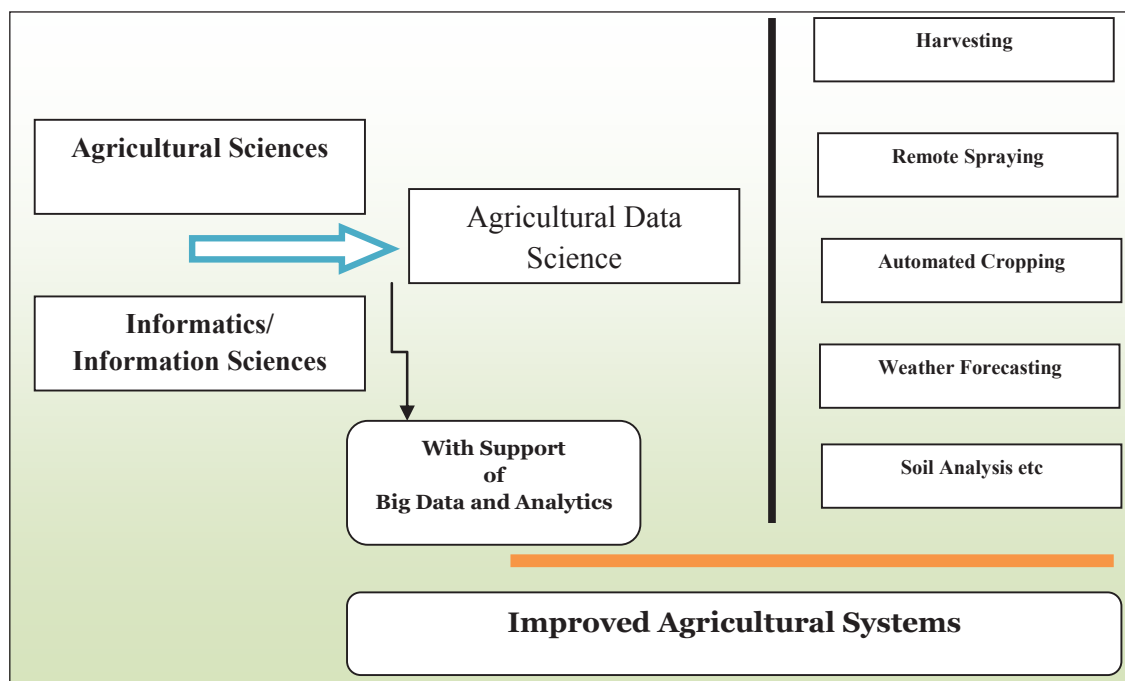 Agricultural Sciences
Informatics/
Information Sciences
Agricultural Data
Science
With Support
of
Big Data and Analytics
Harvesting
Remote Spraying
Automated Cropping
Weather Forecasting
Soil Analysis etc
Improved Agricultural Systems